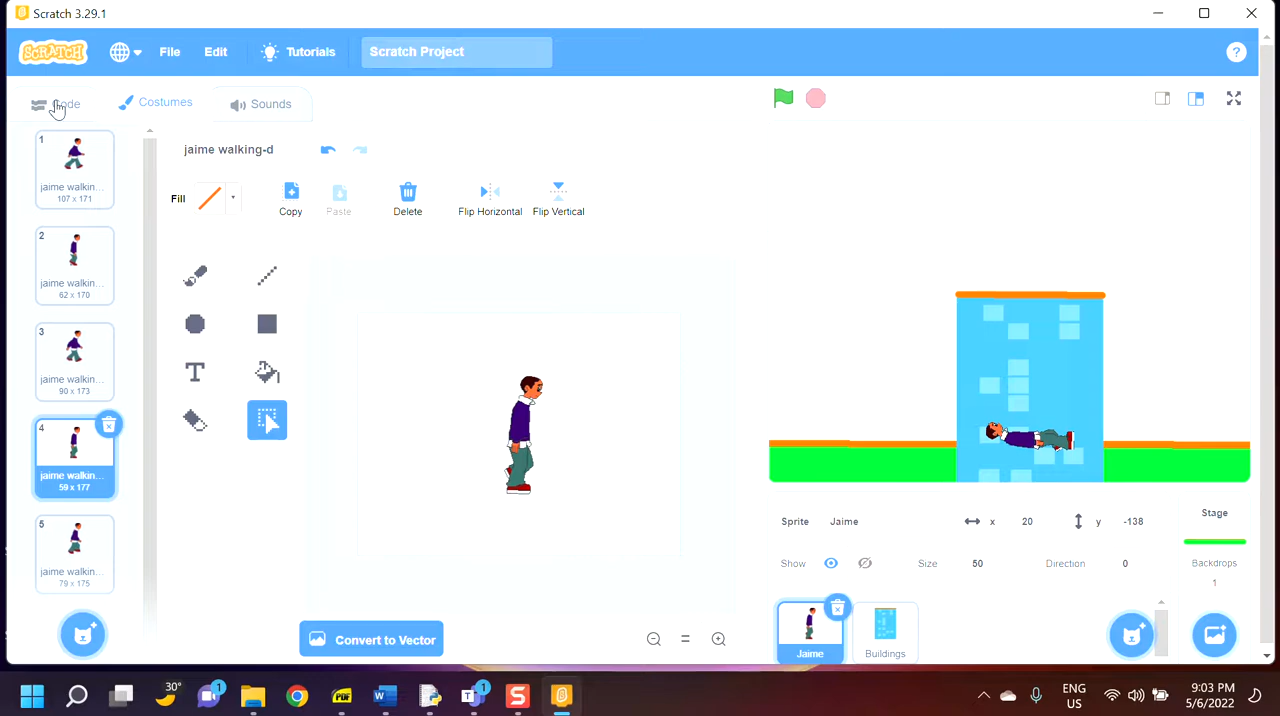 Scratch 3.29.1
SCRATCH
File
Edit
Tutorials
Scratch Project
?
Costumes
Sounds
1
jaime walkin...
107 x 171
2
jaime walkin...
62 x 170
3
jaime walkin...
90 x 173
4
jaime walkin...
59 x 177
5
jaime walkin...
79 x 175
jaime walking-d
Fill
Copy
Paste
Delete
Flip Horizontal
Flip Vertical
T
Convert to Vector
Sprite
Jaime
x
20
y
-138
Show
Size
50
Direction
0
Jaime
Buildings
Stage
Backdrops
1
30°
1
PDF
W
T
1
S
ENG
US
9:03 PM
5/6/2022